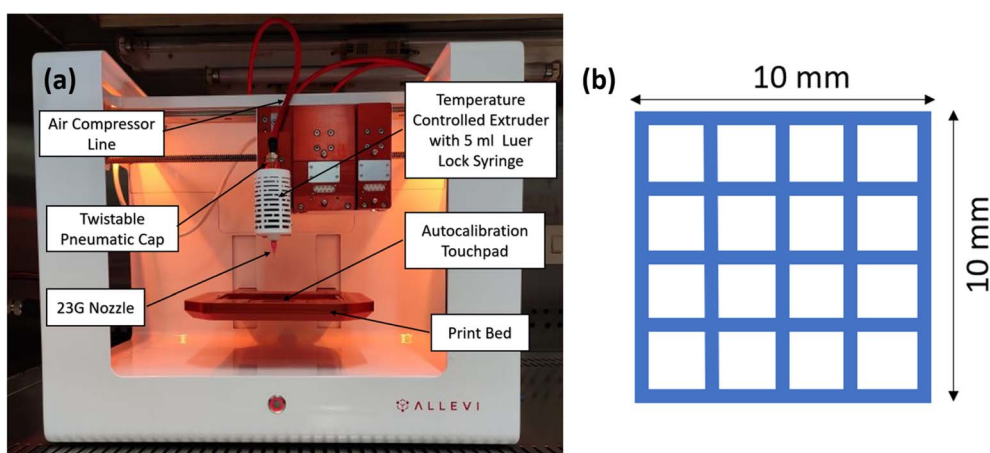 (a)
Air Compressor
Line
Temperature
Controlled Extruder
with 5 ml Luer
Lock Syringe
Twistable
Pneumatic Cap
Autocalibration
Touchpad
23G Nozzle
Print Bed
ALLEVI
(b)
10 mm
10 mm